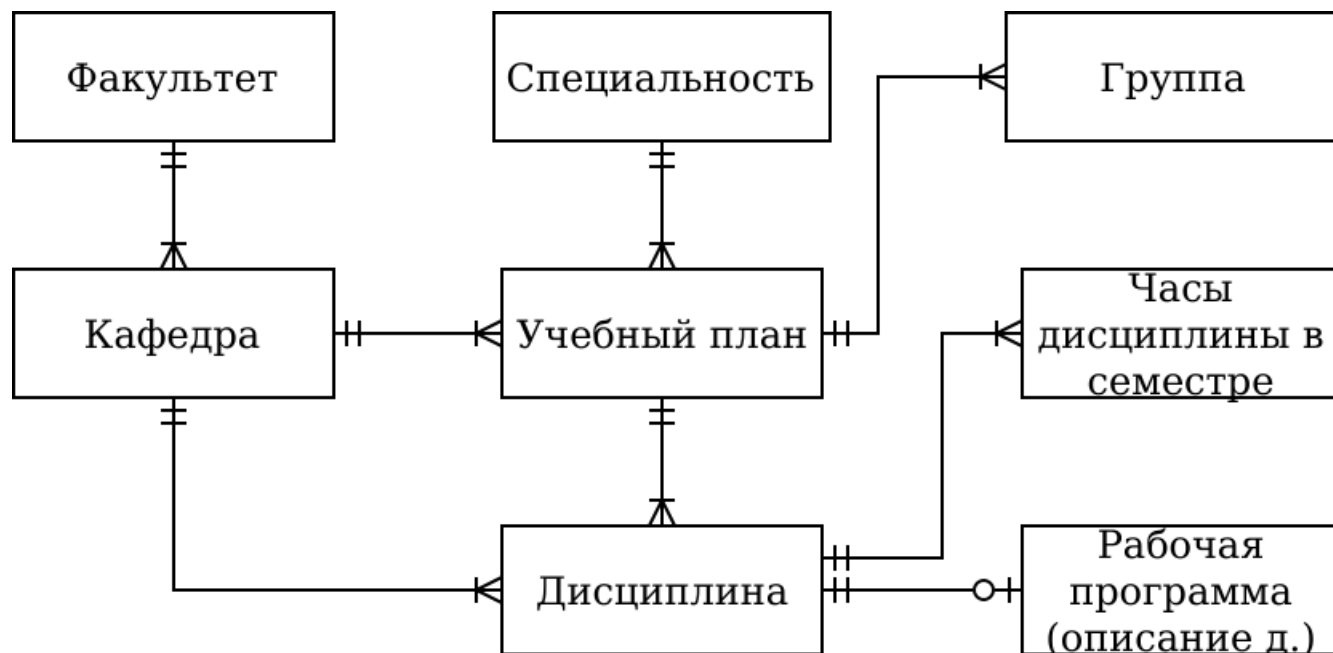 Факультет
Специальность
Группа
Кафедра
Учебный план
Часы
дисциплины в
семестре
Дисциплина
Рабочая
программа
(описание д.)